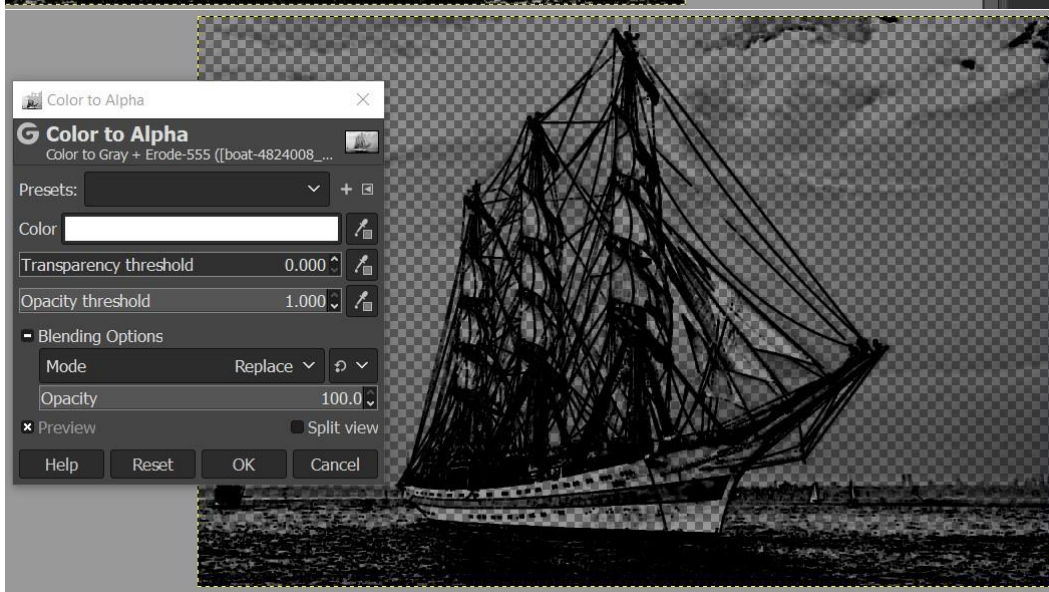 Color to Alpha
Color to Alpha
Color to Gray + Erode-555 ([boat-4824008_...
Presets:
Color
Transparency threshold 0.000
Opacity threshold 1.000
Blending Options
Mode Replace
Opacity 100.0
Preview Split view
Help Reset OK Cancel